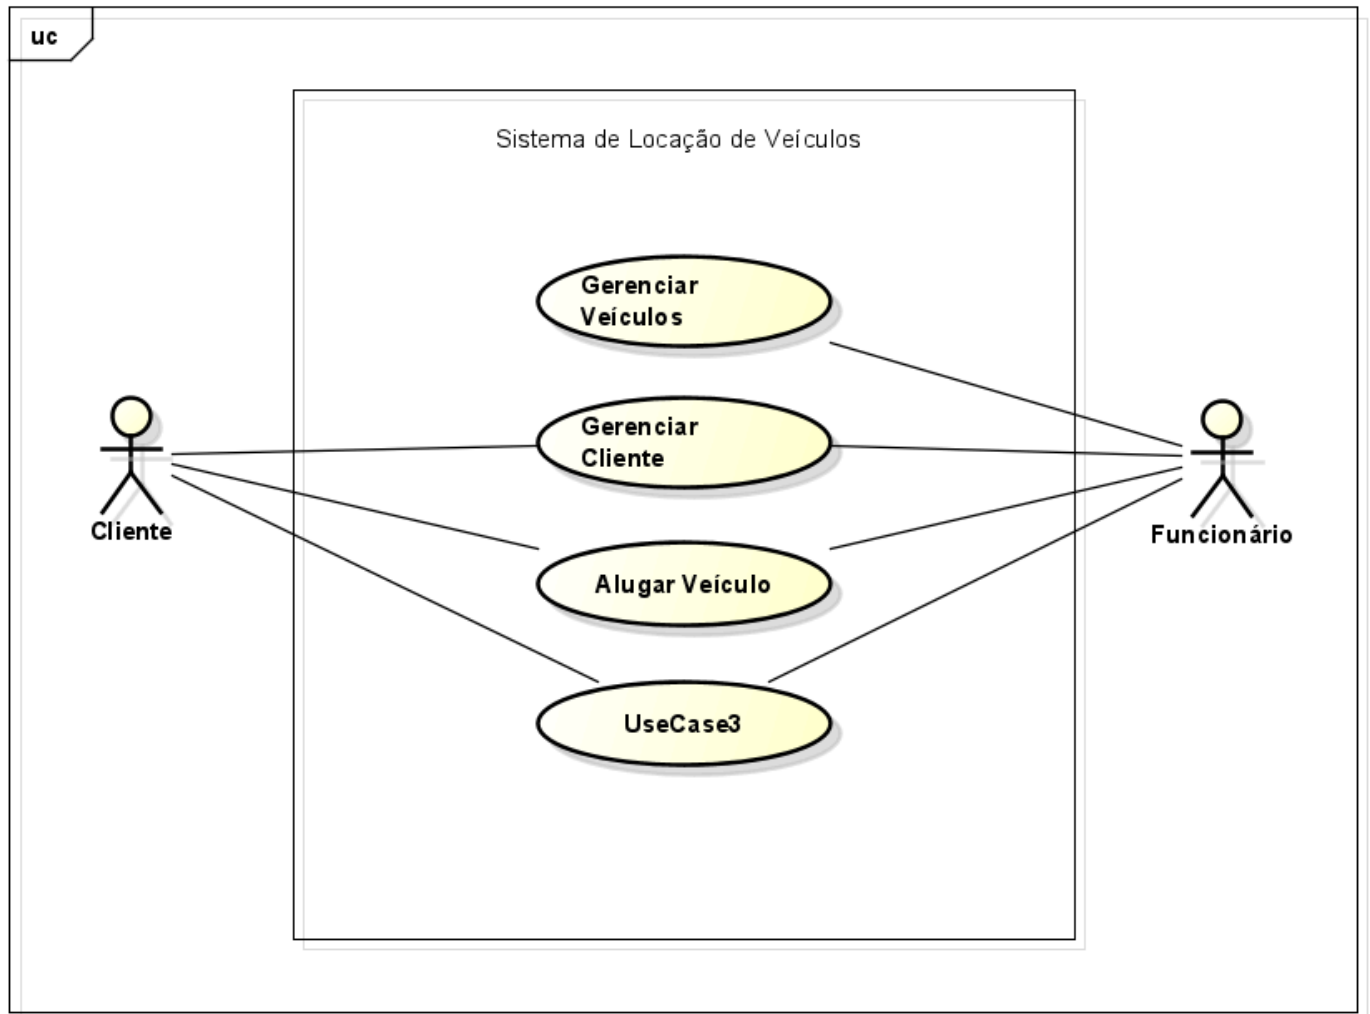 uc
Sistema de Locação de Veículos
Gerenciar
Veículos
Gerenciar
Cliente
Cliente
Funcionário
Alugar Veículo
UseCase3